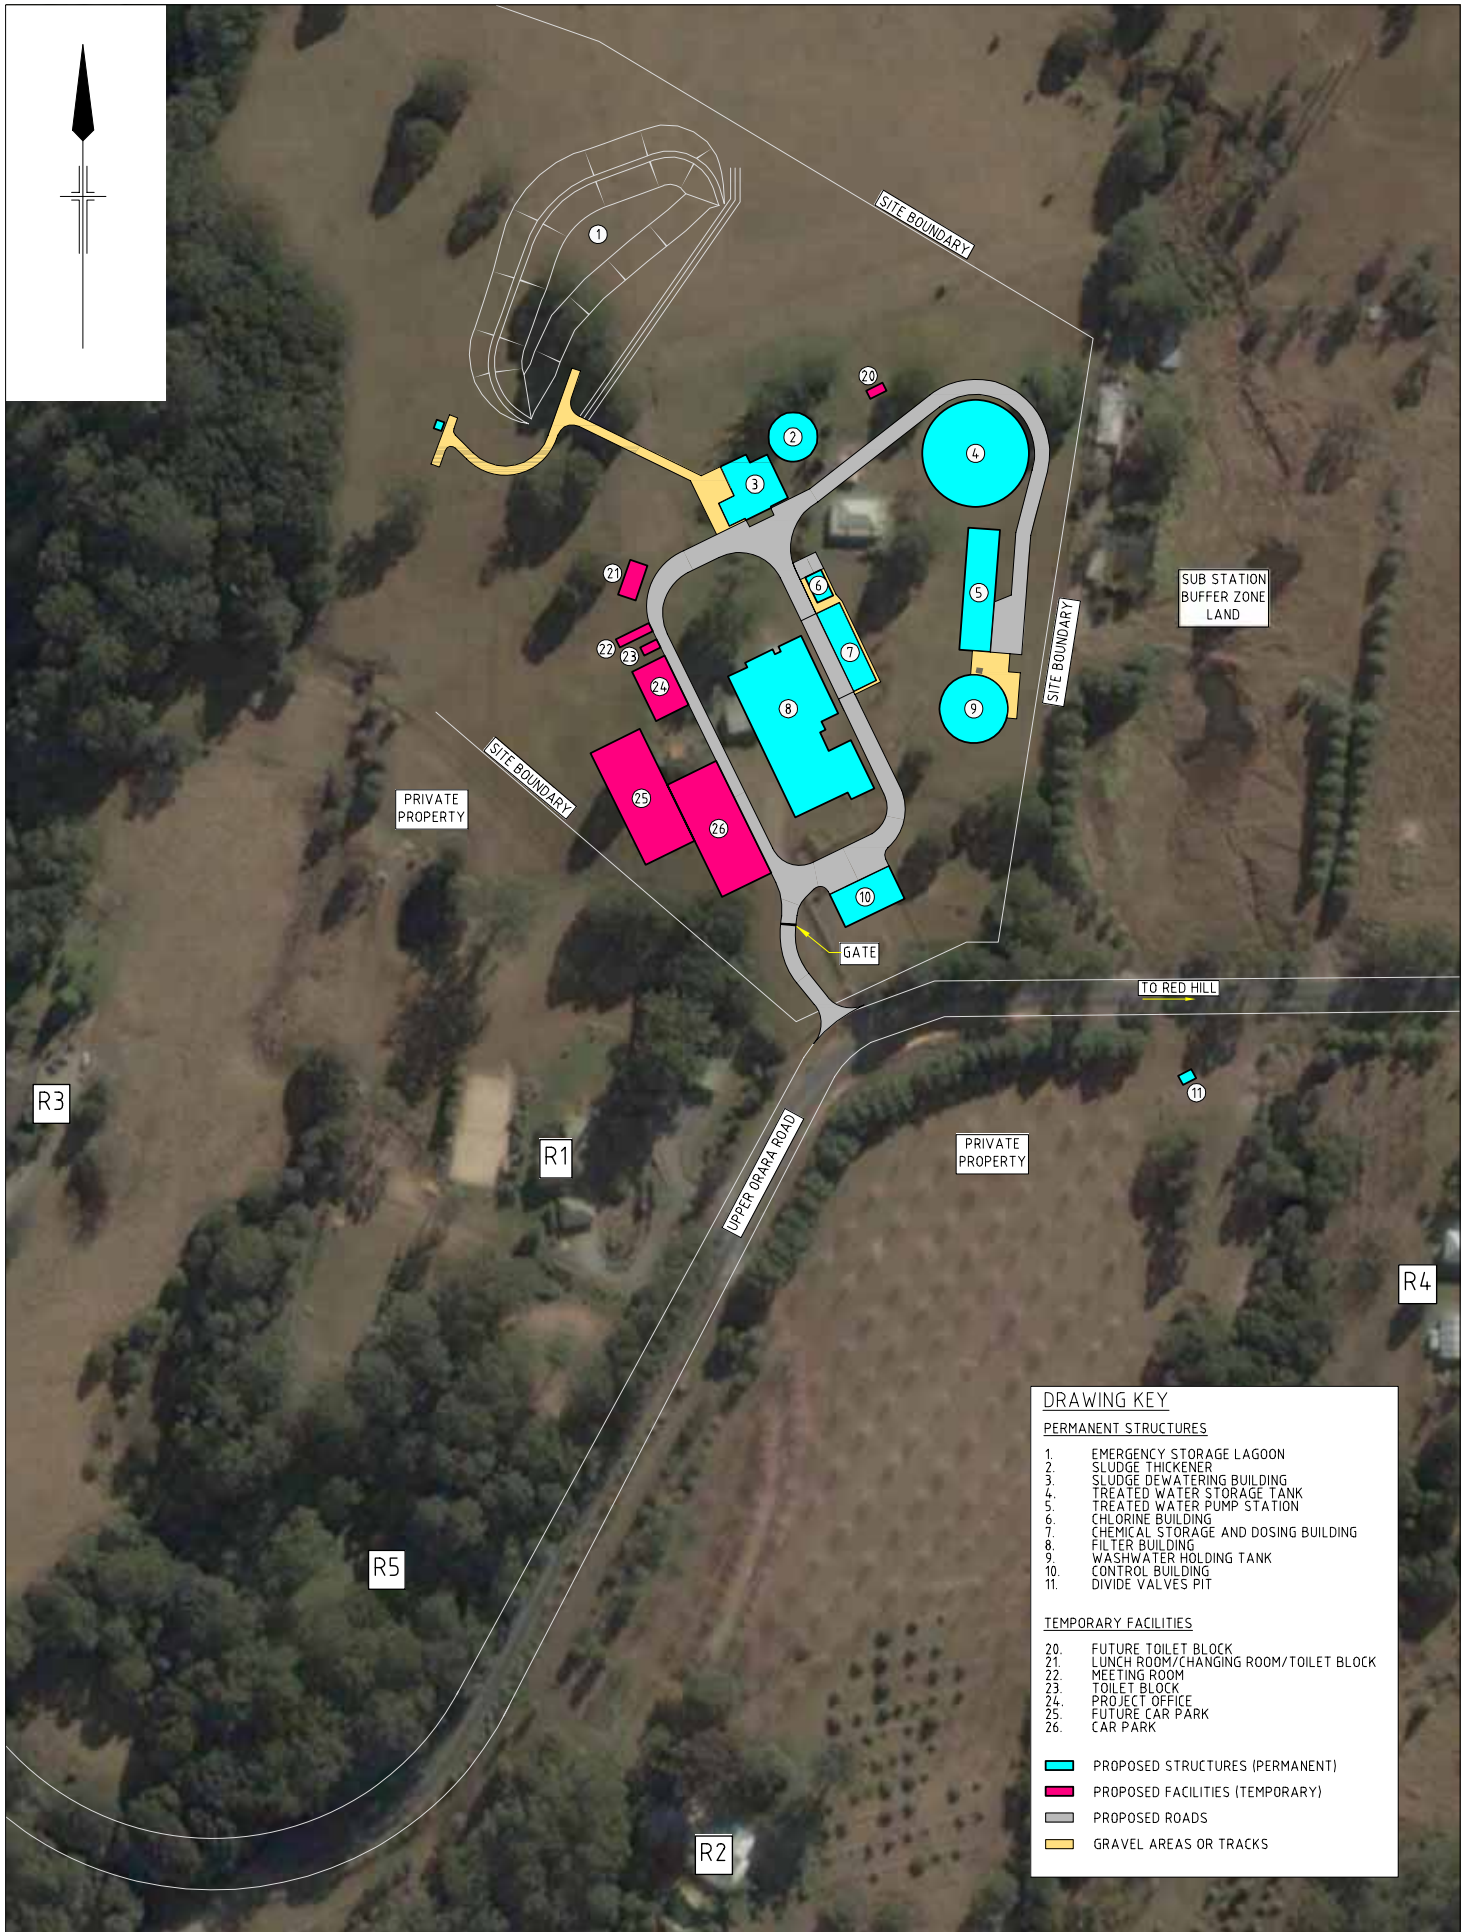 SITE BOUNDARY
1
20
2
4
3
21
6
5
SUB STATION
BUFFER ZONE
LAND
22
23
7
24
SITE BOUNDARY
8
9
SITE BOUNDARY
PRIVATE
PROPERTY
25
26
10
GATE
TO RED HILL
11
R3
R1
PRIVATE
PROPERTY
UPPER ORARA ROAD
R4
R5
R2
DRAWING KEY
PERMANENT STRUCTURES
1. EMERGENCY STORAGE LAGOON
2. SLUDGE THICKENER
3. SLUDGE DEWATERING BUILDING
4. TREATED WATER STORAGE TANK
5. TREATED WATER PUMP STATION
6. CHLORINE BUILDING
7. CHEMICAL STORAGE AND DOSING BUILDING
8. FILTER BUILDING
9. WASHWATER HOLDING TANK
10. CONTROL BUILDING
11. DIVIDE VALVES PIT
TEMPORARY FACILITIES
20. FUTURE TOILET BLOCK
21. LUNCH ROOM/CHANGING ROOM/TOILET BLOCK
22. MEETING ROOM
23. TOILET BLOCK
24. PROJECT OFFICE
25. FUTURE CAR PARK
26. CAR PARK
PROPOSED STRUCTURES (PERMANENT)
PROPOSED FACILITIES (TEMPORARY)
PROPOSED ROADS
GRAVEL AREAS OR TRACKS